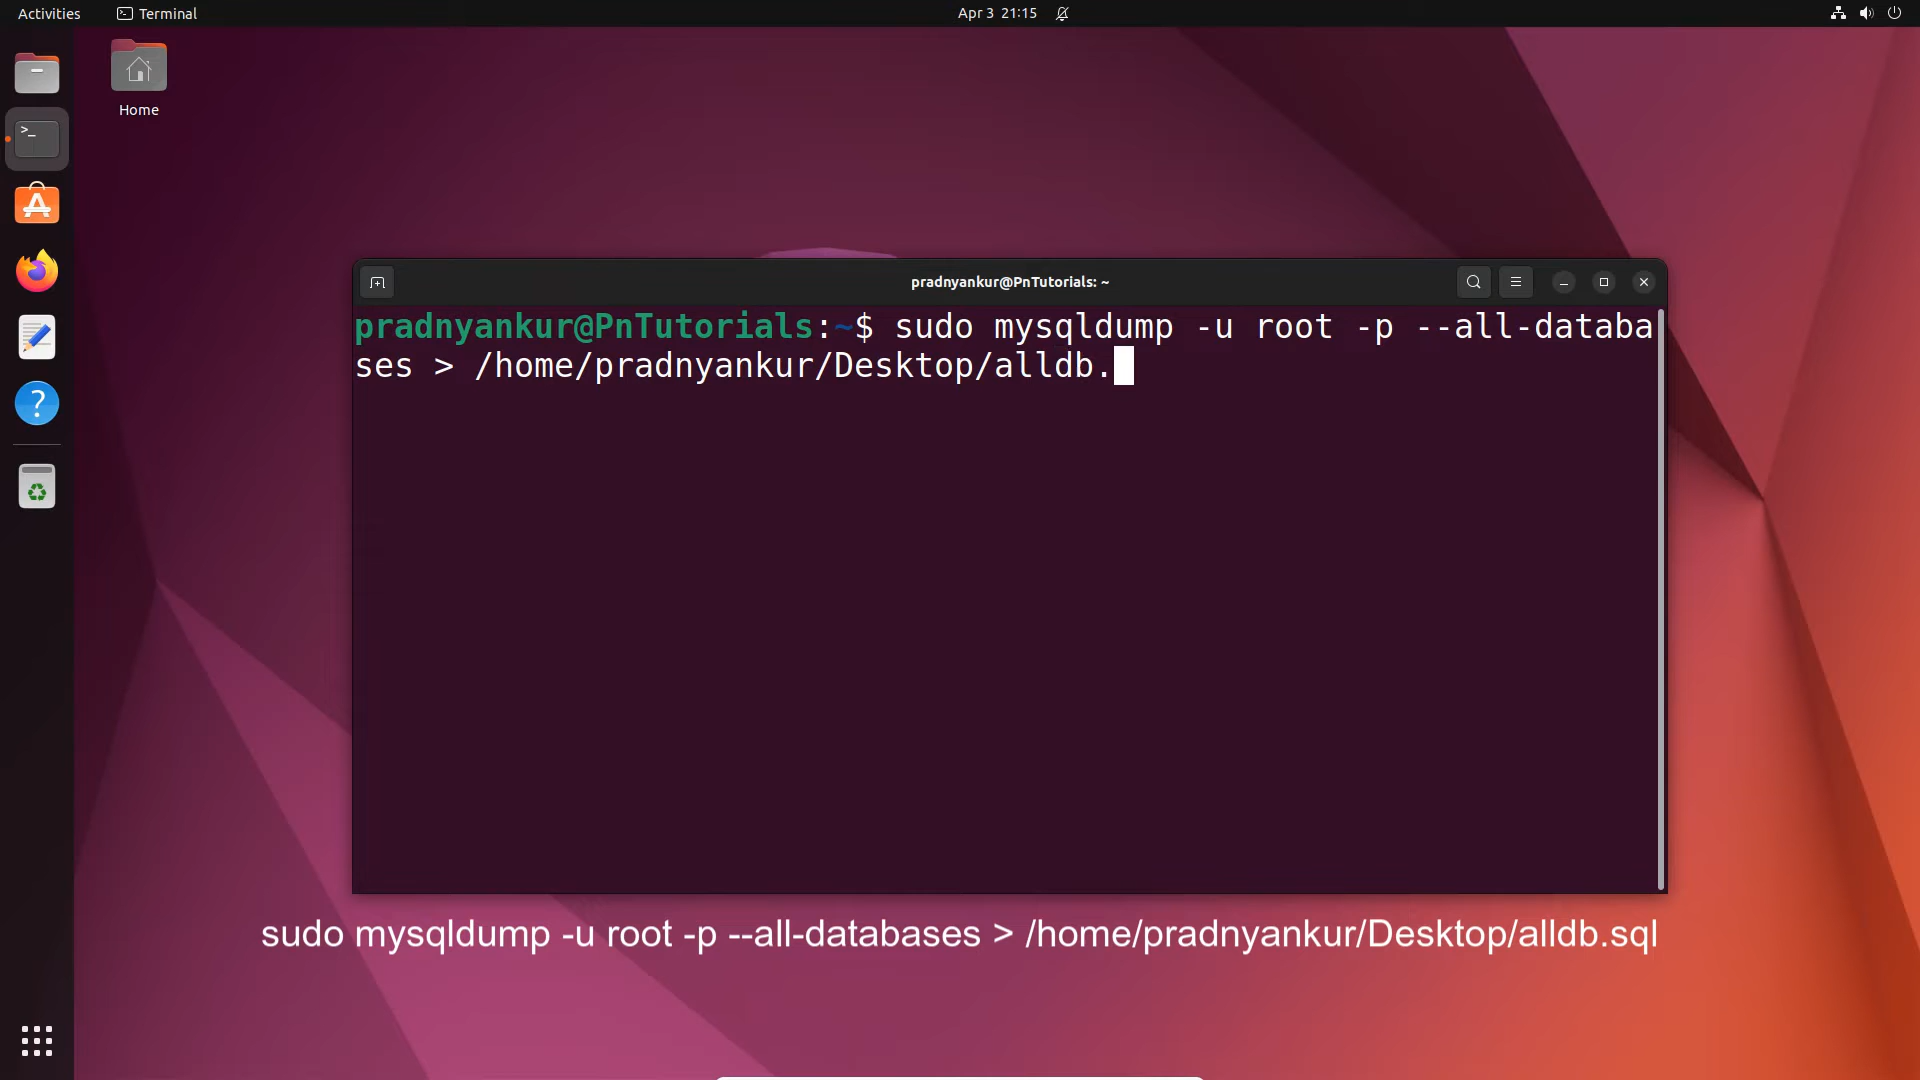 Activities Terminal Apr 3 21:15
Home
pradnyankur@PnTutorials: ~
pradnyankur@PnTutorials:~$ sudo mysqldump -u root -p --all-databa
ses > /home/pradnyankur/Desktop/alldb.
sudo mysqldump -u root -p --all-databases > /home/pradnyankur/Desktop/alldb.sql